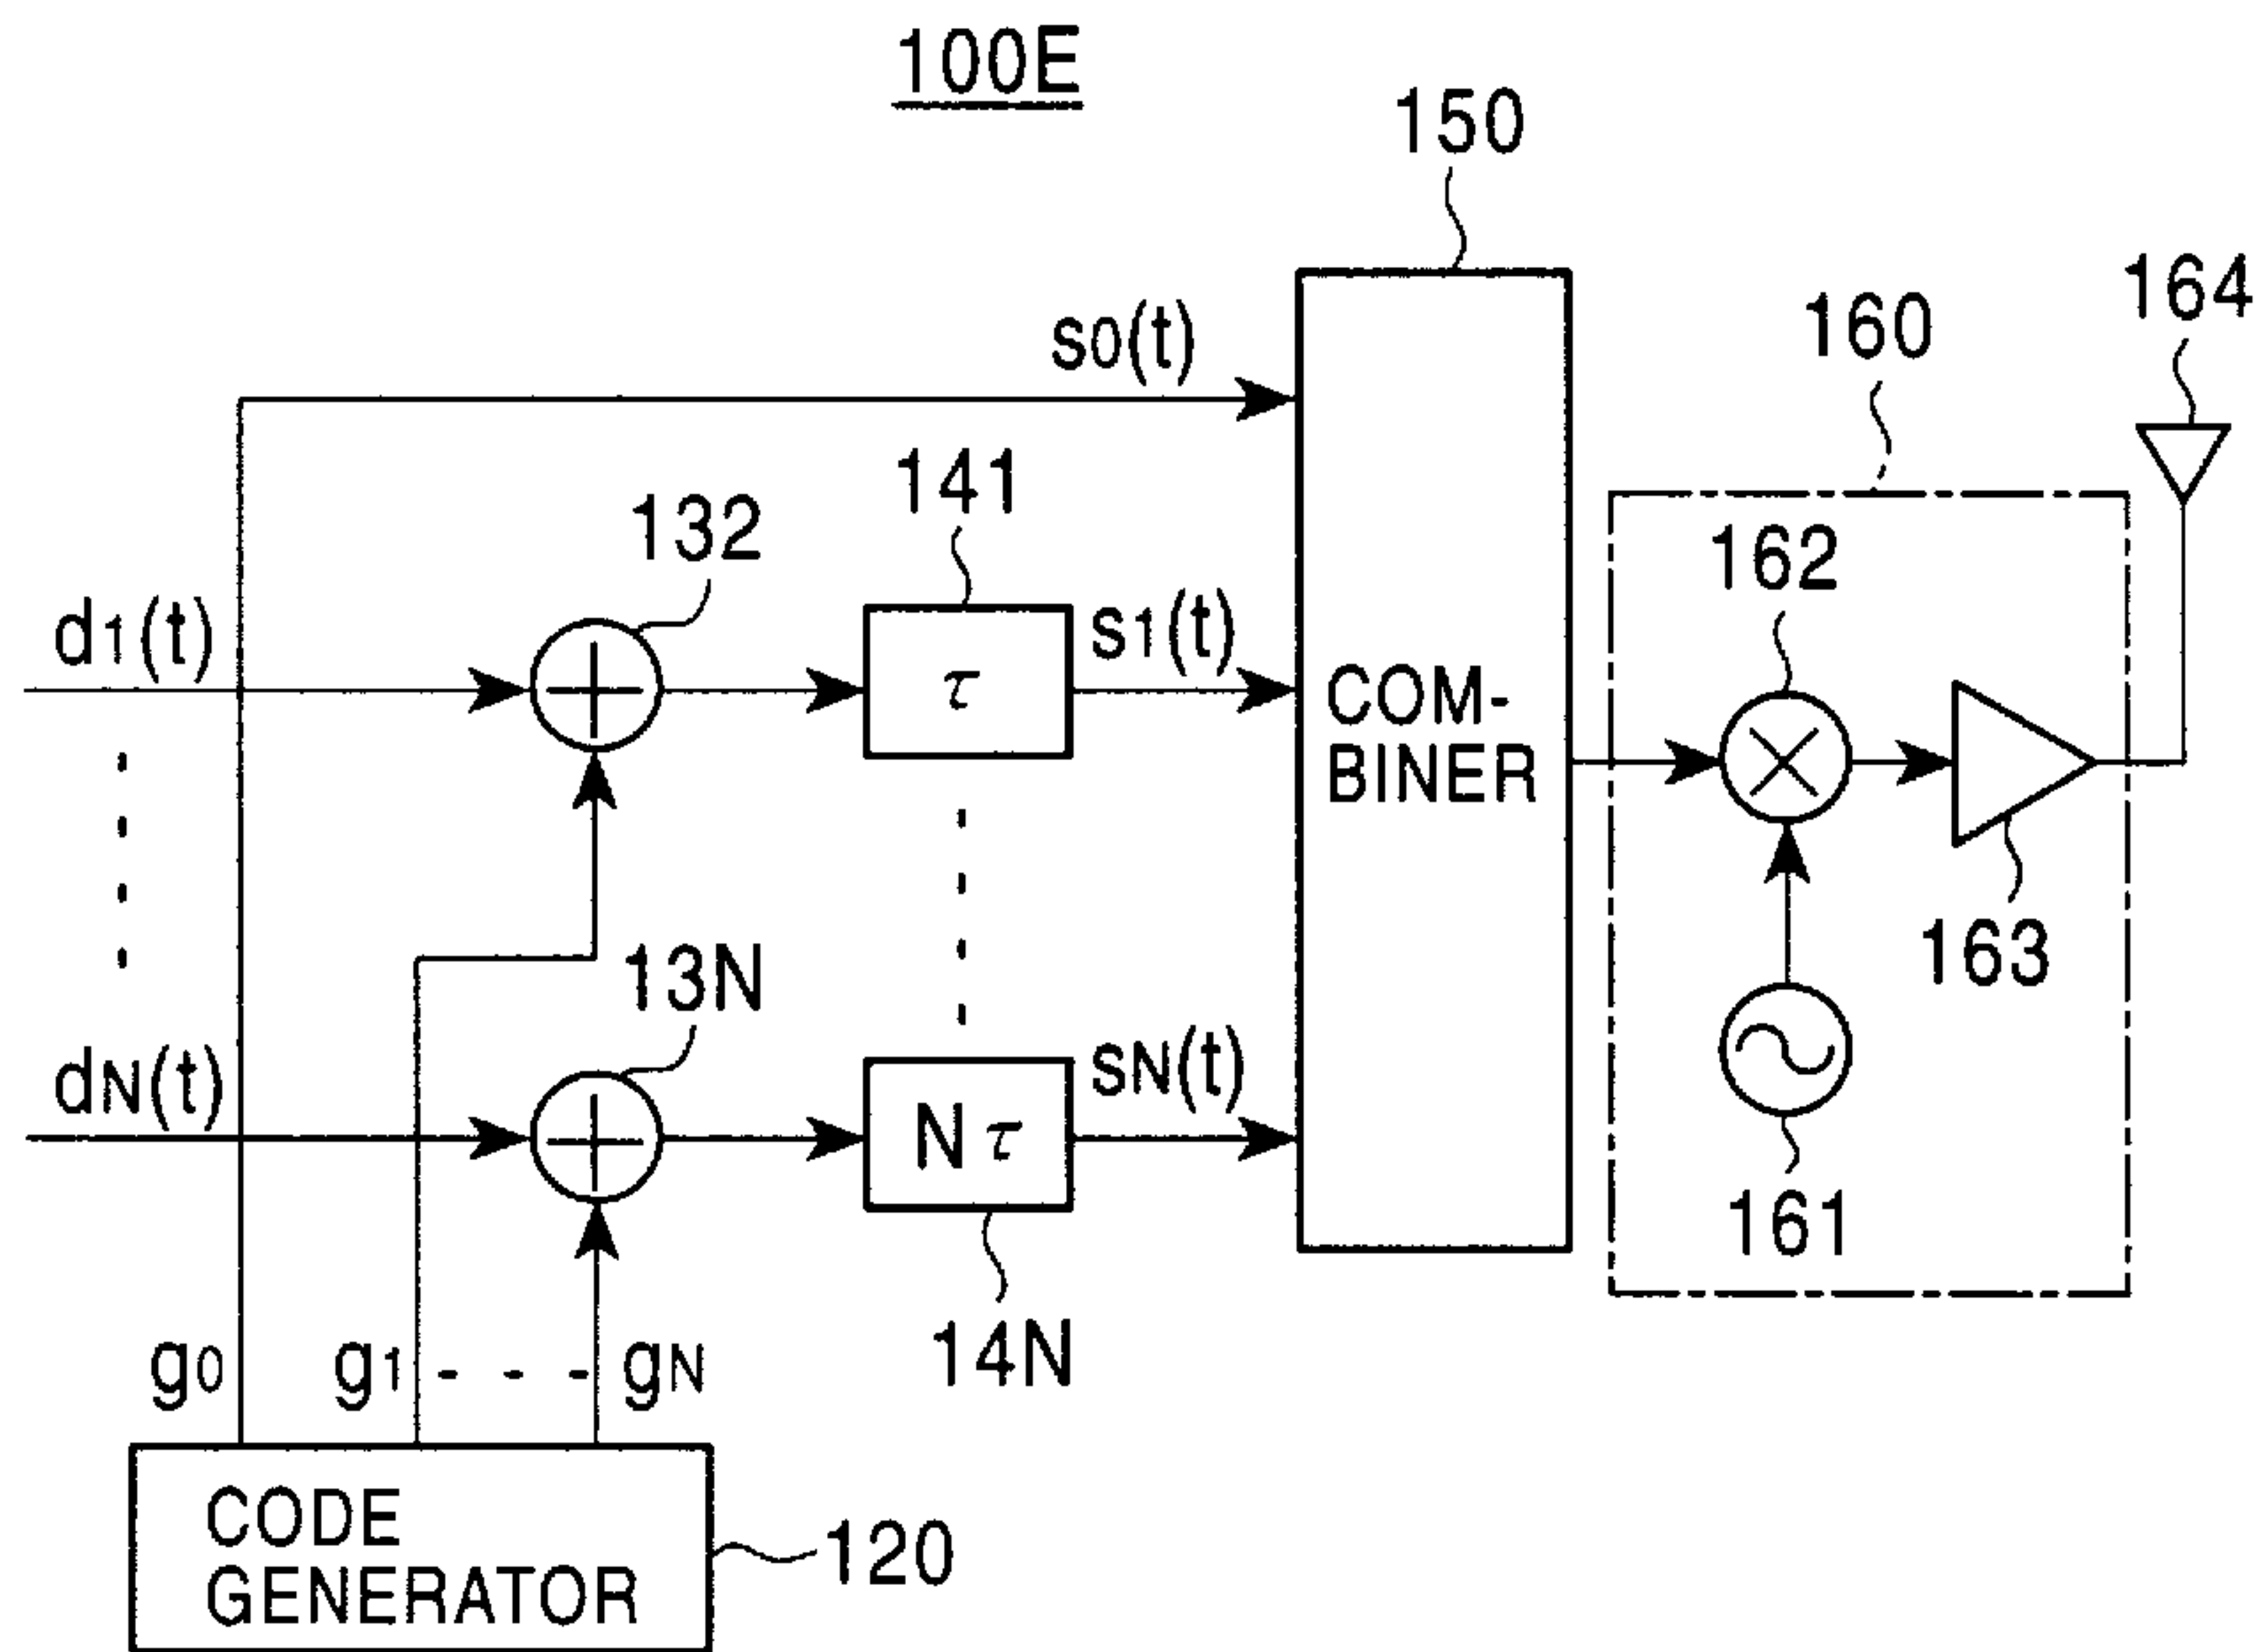 100E
150
164
160
s0(t)
141
132
162
d1(t)
τ
s1(t)
COM-
BINER
163
13N
dN(t)
Nτ
sN(t)
161
14N
g0 g1 - - - gN
CODE
GENERATOR
120